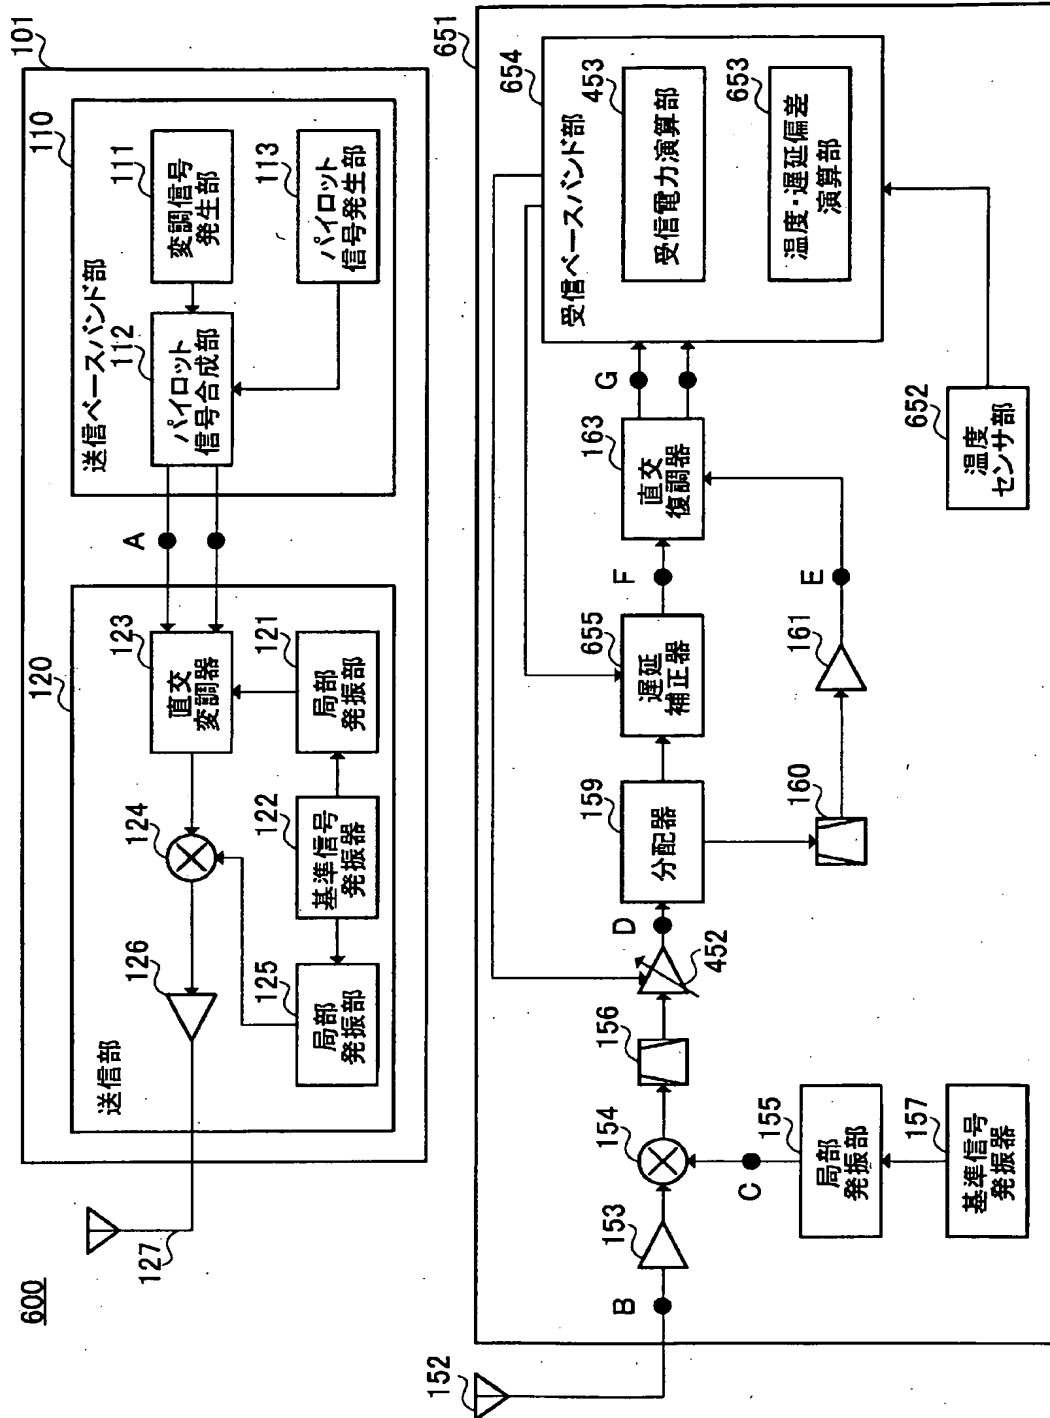 600
101
110
送信ベースバンド部
111
変調信号
発生部
112
パイロット
信号合成部
113
パイロット
信号発生部
A
120
送信部
123
直交
変調器
121
局部
発振部
122
基準信号
発振器
124
125
局部
発振部
126
127
651
152
B
153
154
C
155
局部
発振部
157
基準信号
発振器
156
452
D
159
分配器
160
161
E
655
遅延
補正器
F
163
直交
復調器
G
654
受信ベースバンド部
453
受信電力演算部
653
温度・遅延偏差
演算部
652
温度
センサ部